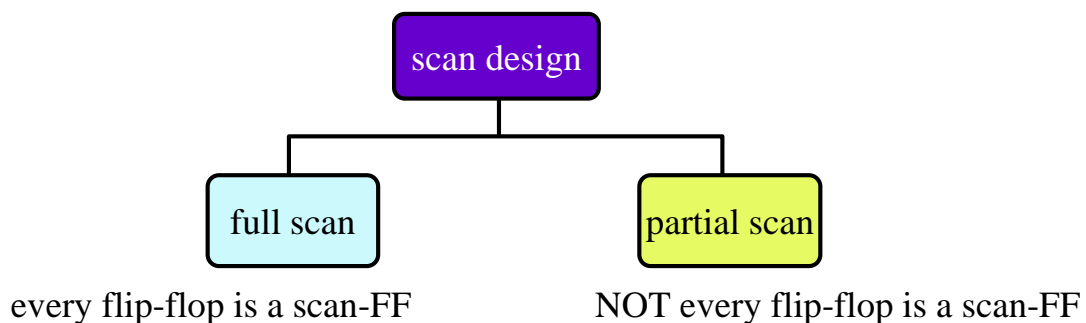 scan design
full scan
partial scan
every flip-flop is a scan-FF
NOT every flip-flop is a scan-FF